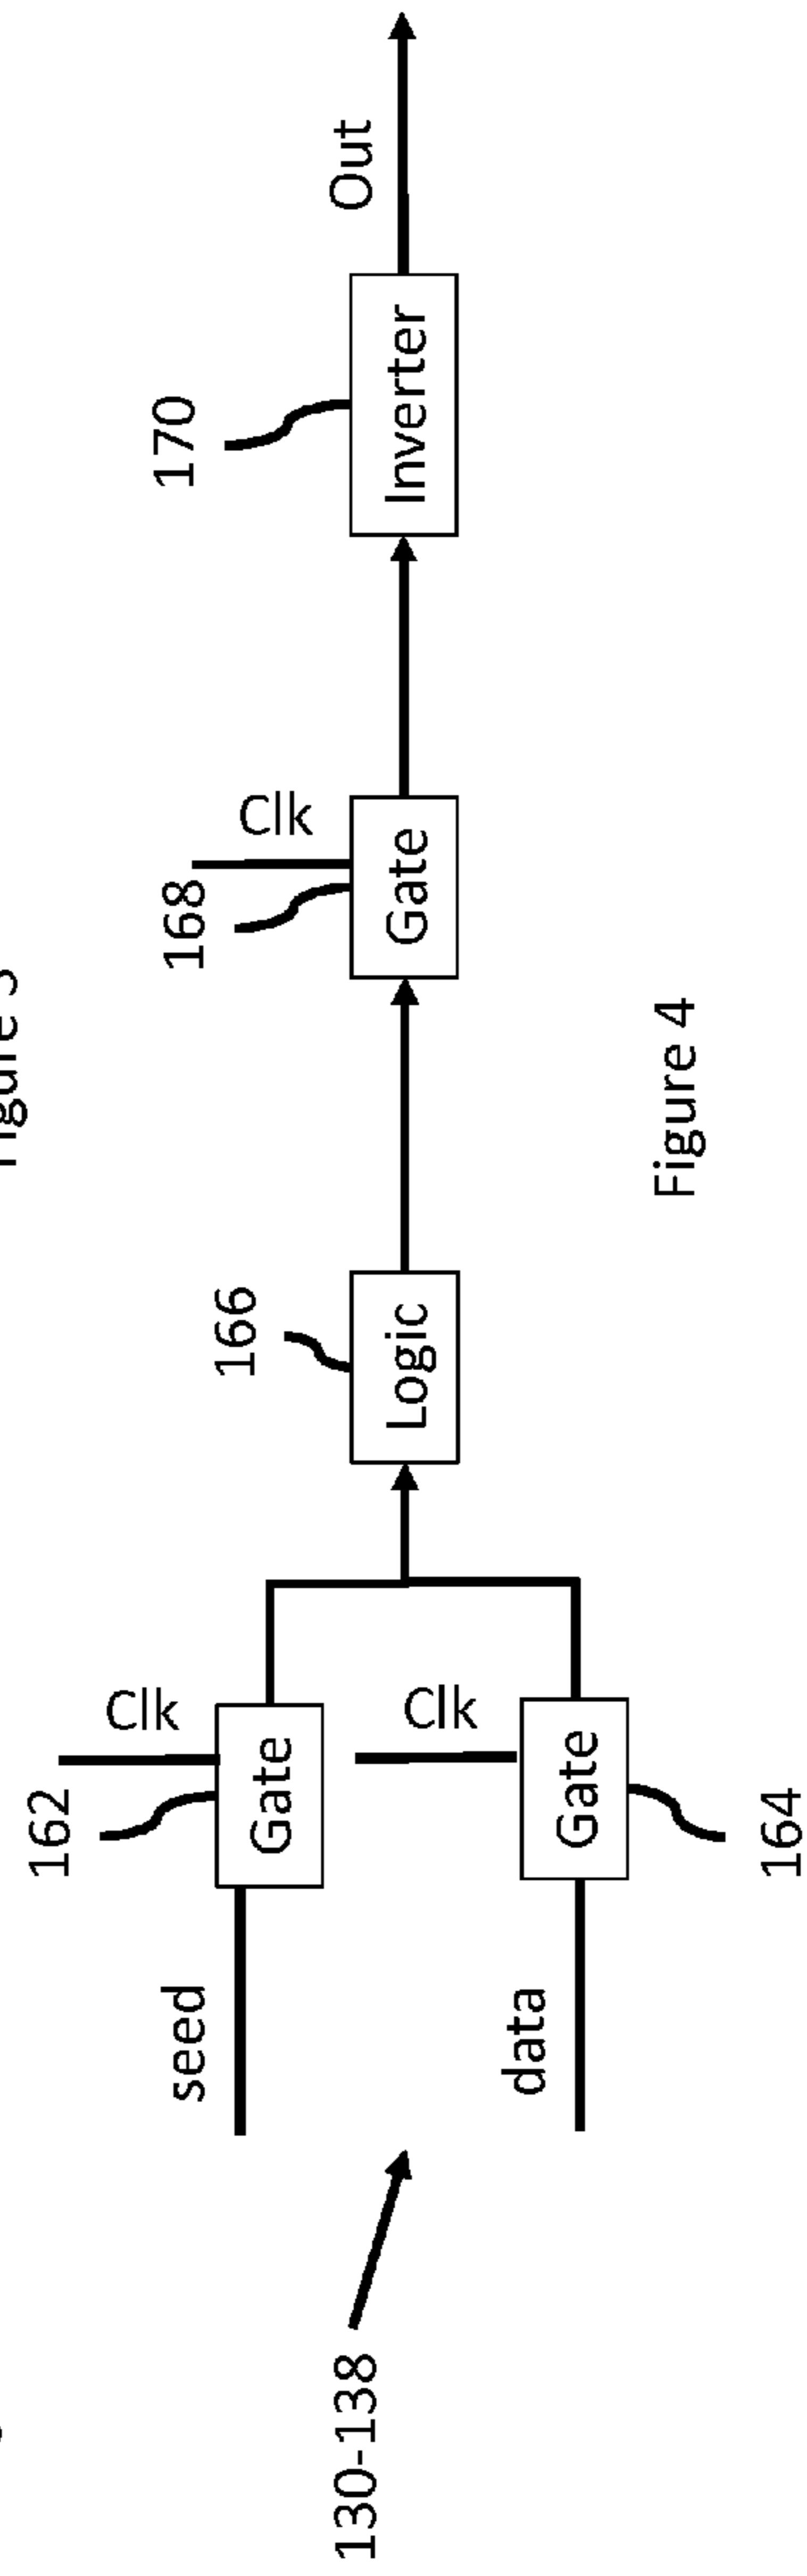 130-138
seed
data
162
Clk
Gate
Clk
Gate
164
166
Logic
168
Clk
Gate
170
Inverter
Out
Figure 4